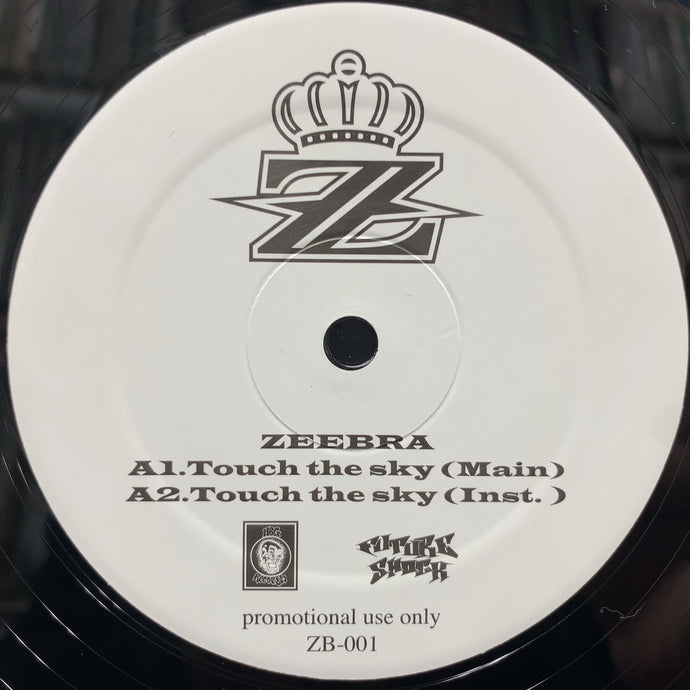 Z
ZEEBRA
A1.Touch the sky (Main)
A2.Touch the sky (Inst. )
FUTURE
SHOCK
promotional use only
ZB-001